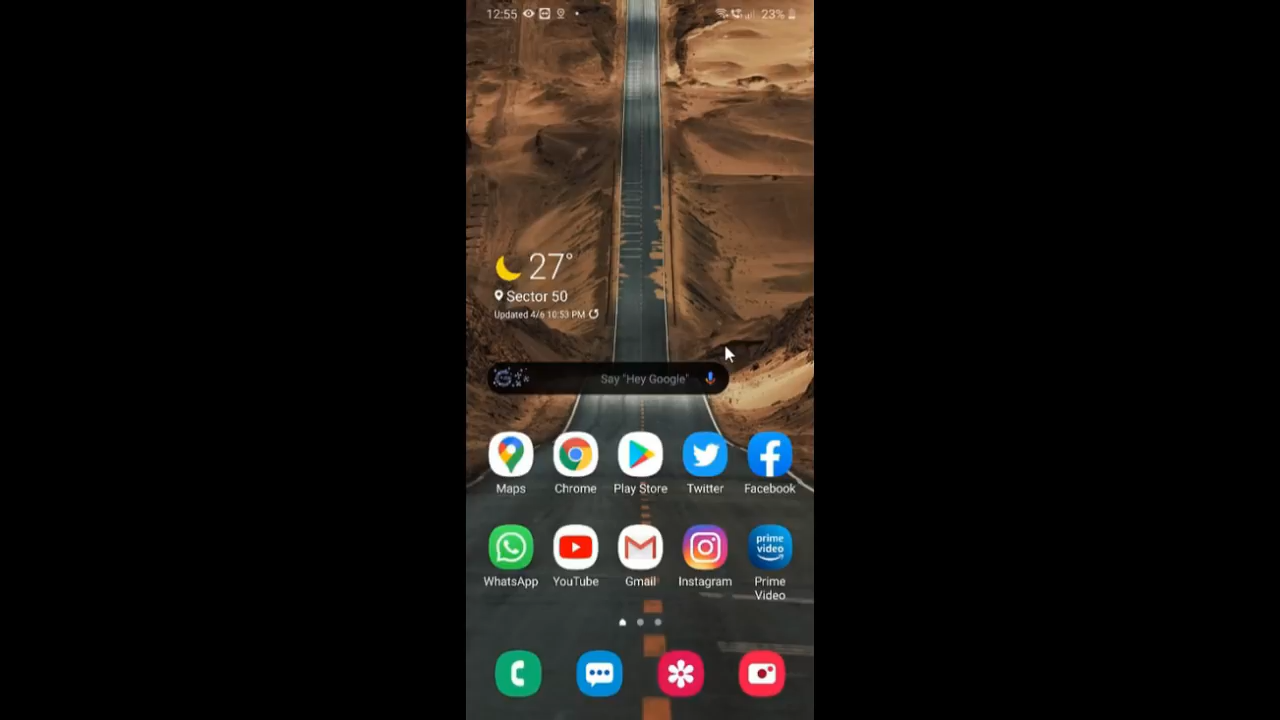 12:55
23%
27°
Sector 50
Updated 4/6 10:53 PM
Say "Hey Google"
Maps Chrome Play Store Twitter Facebook
prime
video
WhatsApp YouTube Gmail Instagram Prime
Video